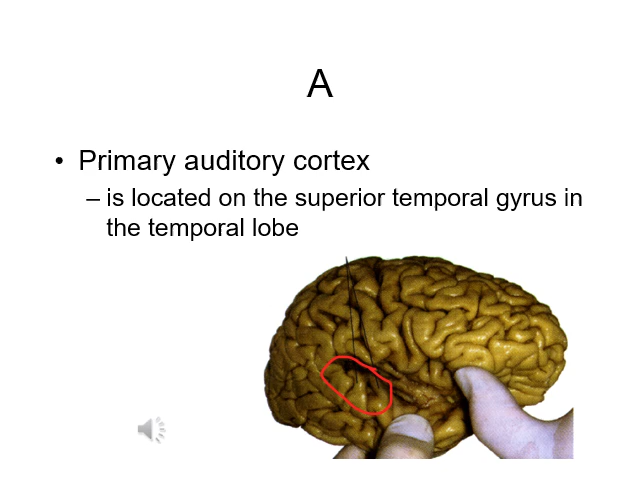 A
• Primary auditory cortex
– is located on the superior temporal gyrus in
the temporal lobe